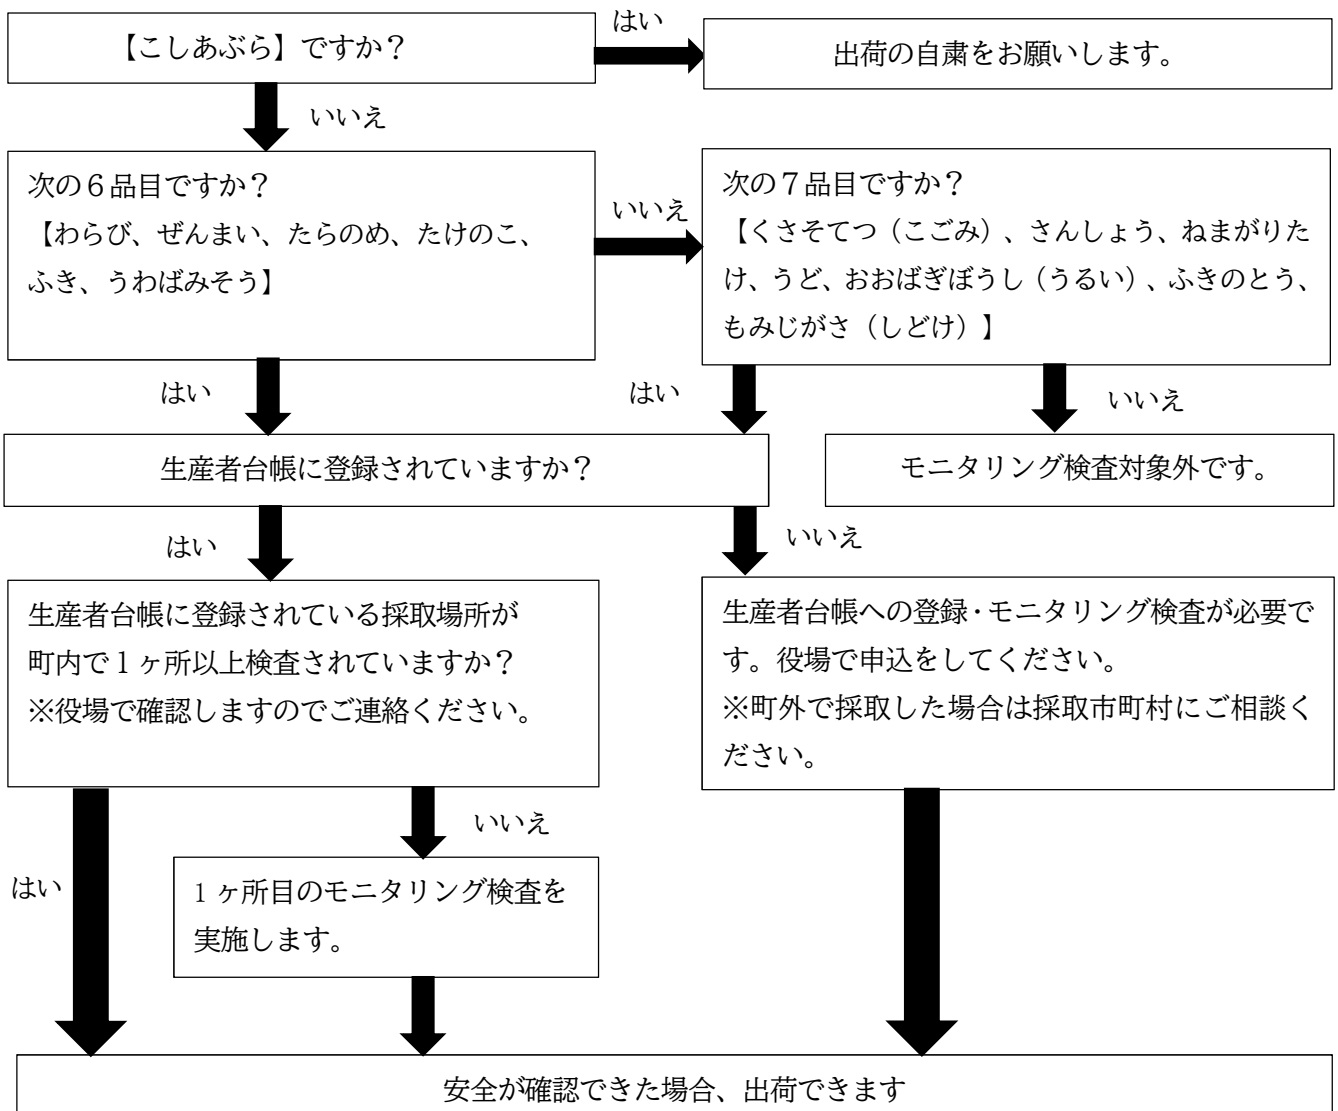 【こしあぶら】ですか？
はい
出荷の自粛をお願いします。
いいえ
次の６品目ですか？
【わらび、ぜんまい、たらのめ、たけのこ、
ふき、うわばみそう】
いいえ
次の７品目ですか？
【くさそてつ（こごみ）、さんしょう、ねまがりた
け、うど、おおばぎぼうし（うるい）、ふきのとう、
もみじがさ（しどけ）】
はい
はい
いいえ
生産者台帳に登録されていますか？
モニタリング検査対象外です。
はい
いいえ
生産者台帳に登録されている採取場所が
町内で１ヶ所以上検査されていますか？
※役場で確認しますのでご連絡ください。
生産者台帳への登録・モニタリング検査が必要で
す。役場で申込をしてください。
※町外で採取した場合は採取市町村にご相談く
ださい。
いいえ
はい
１ヶ所目のモニタリング検査を
実施します。
安全が確認できた場合、出荷できます